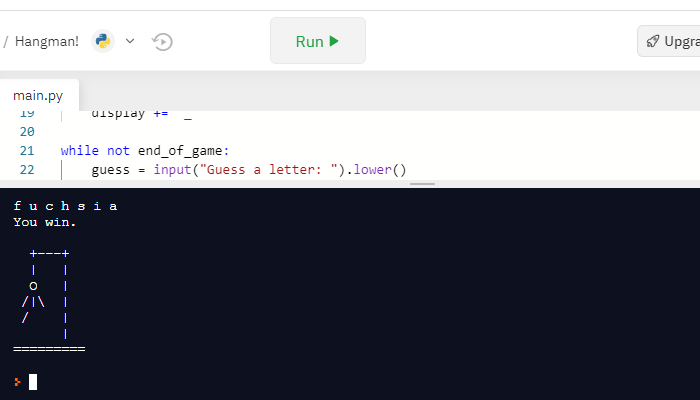 / Hangman!
Run
Upgra
main.py
19 display += _
20
21 while not end_of_game:
22 guess = input("Guess a letter: ").lower()
f u c h s i a
You win.
+---+
|   |
O   |
/|\  |
/    |
|
=========
>